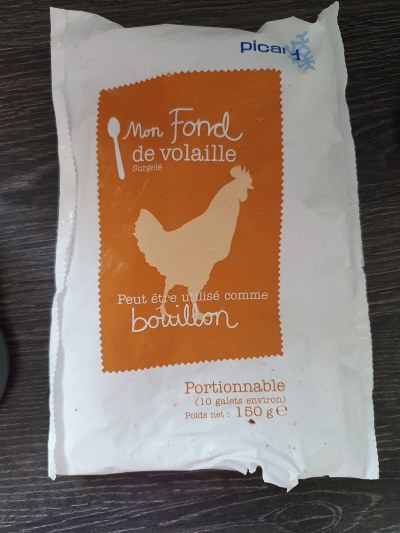 picard
Mon Fond
de volaille
Surgelé
Peut être utilisé comme
bouillon
Portionnable
(10 galets environ)
Poids net : 150 g ℮